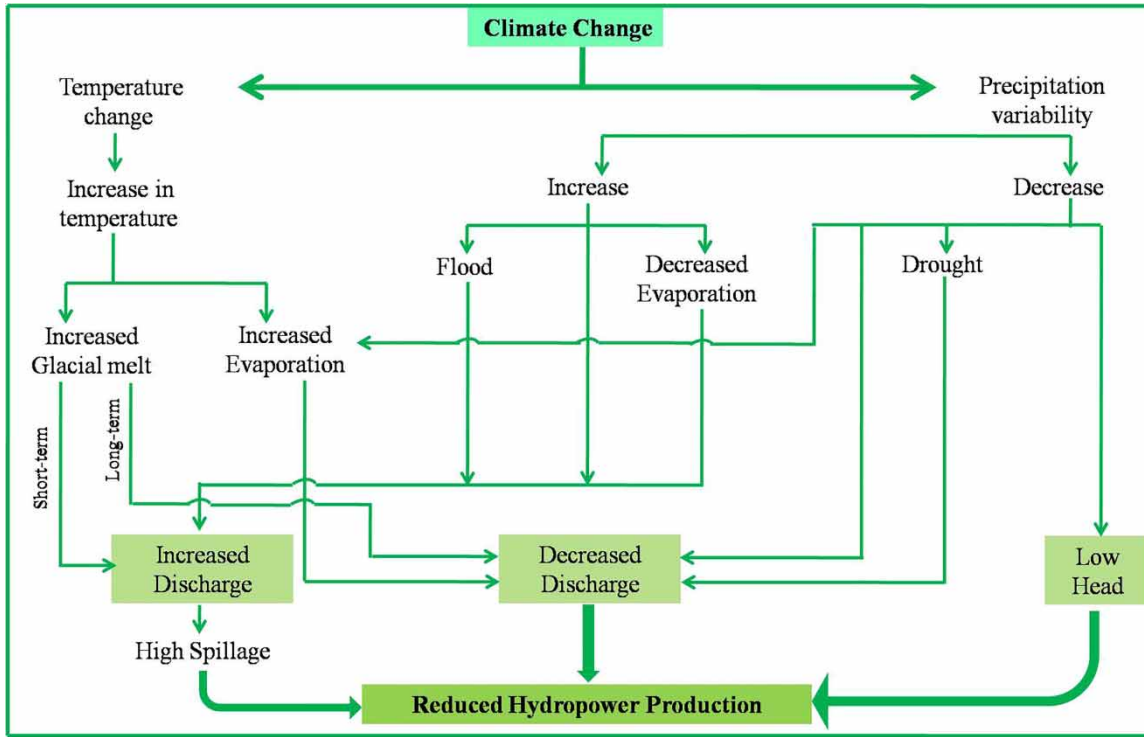 Climate Change
Temperature
change
Precipitation
variability
Increase in
temperature
Increase
Decrease
Flood
Decreased
Evaporation
Drought
Increased
Glacial melt
Increased
Evaporation
Short-term
Long-term
Increased
Discharge
Decreased
Discharge
Low
Head
High Spillage
Reduced Hydropower Production